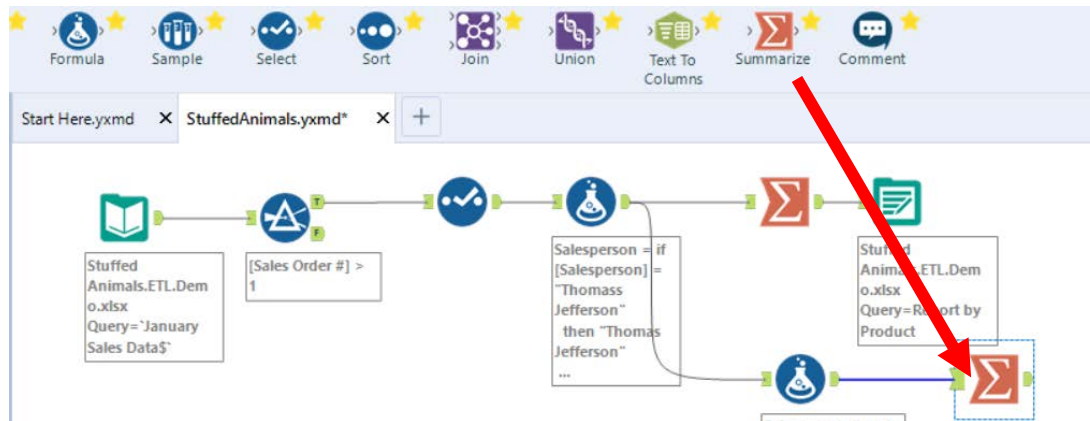 Formula
Sample
Select
Sort
Join
Union
Text To
Columns
Summarize
Comment
Start Here.yxmd X
StuffedAnimals.yxmd* X +
T
F
Stuffed
Animals.ETL.Dem
o.xlsx
Query=`January
Sales Data$`
[Sales Order #] >
1
Salesperson = if
[Salesperson] =
"Thomass
Jefferson"
then "Thomas
Jefferson"
...
Stuffed
Animals.ETL.Dem
o.xlsx
Query=Report by
Product